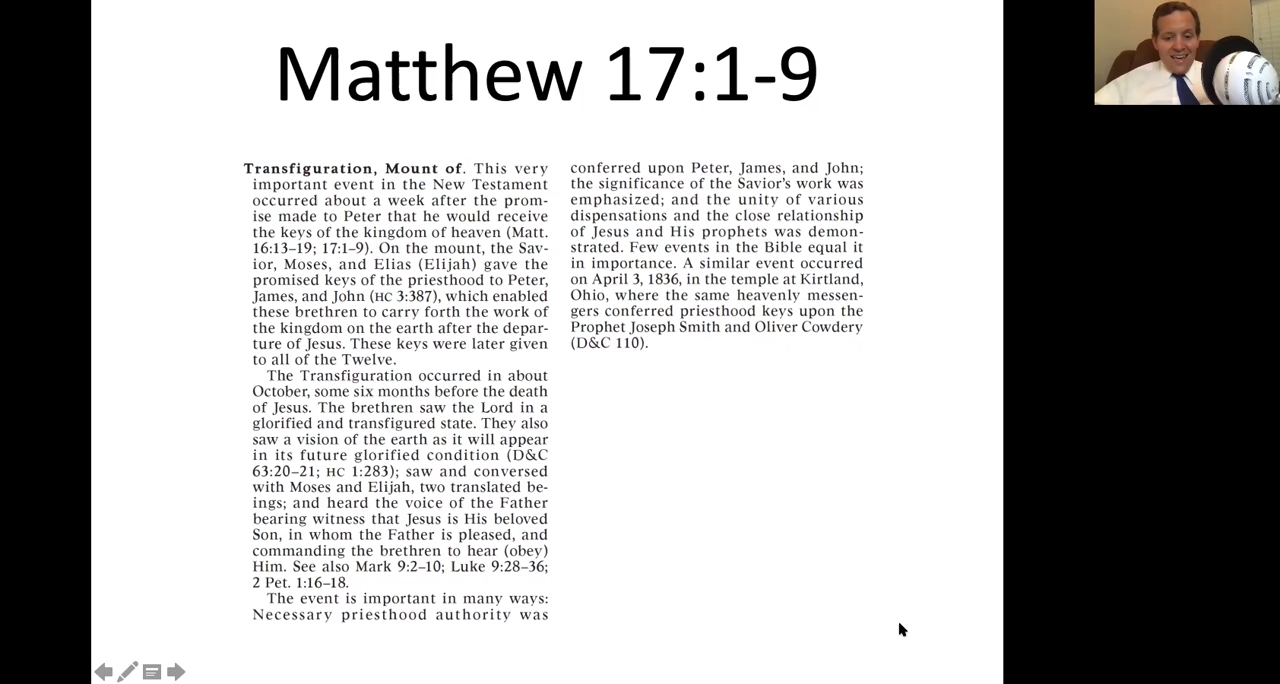 Matthew 17:1-9
Transfiguration, Mount of. This very
important event in the New Testament
occurred about a week after the prom-
ise made to Peter that he would receive
the keys of the kingdom of heaven (Matt.
16:13–19; 17:1–9). On the mount, the Sav-
ior, Moses, and Elias (Elijah) gave the
promised keys of the priesthood to Peter,
James, and John (HC 3:387), which enabled
these brethren to carry forth the work of
the kingdom on the earth after the depar-
ture of Jesus. These keys were later given
to all of the Twelve.
The Transfiguration occurred in about
October, some six months before the death
of Jesus. The brethren saw the Lord in a
glorified and transfigured state. They also
saw a vision of the earth as it will appear
in its future glorified condition (D&C
63:20–21; HC 1:283); saw and conversed
with Moses and Elijah, two translated be-
ings; and heard the voice of the Father
bearing witness that Jesus is His beloved
Son, in whom the Father is pleased, and
commanding the brethren to hear (obey)
Him. See also Mark 9:2–10; Luke 9:28–36;
2 Pet. 1:16–18.
The event is important in many ways:
Necessary priesthood authority was
conferred upon Peter, James, and John;
the significance of the Savior's work was
emphasized; and the unity of various
dispensations and the close relationship
of Jesus and His prophets was demon-
strated. Few events in the Bible equal it
in importance. A similar event occurred
on April 3, 1836, in the temple at Kirtland,
Ohio, where the same heavenly messen-
gers conferred priesthood keys upon the
Prophet Joseph Smith and Oliver Cowdery
(D&C 110).